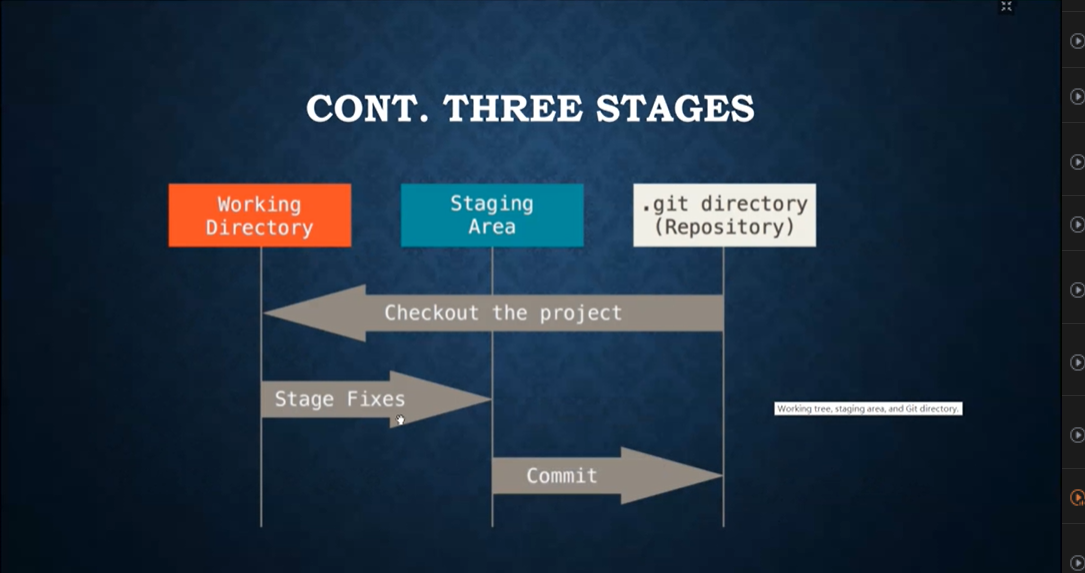 CONT. THREE STAGES
Working
Directory
Staging
Area
.git directory
(Repository)
Checkout the project
Stage Fixes
Working tree, staging area, and Git directory.
Commit